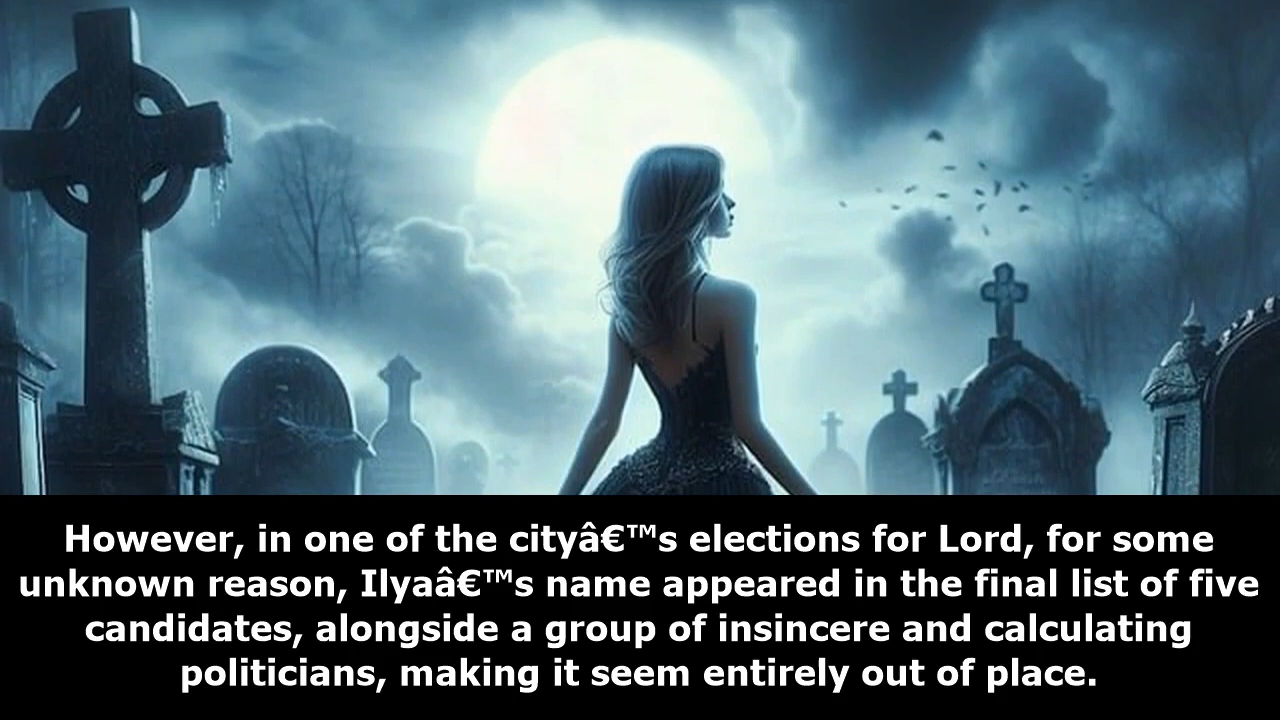 However, in one of the cityâ€™s elections for Lord, for some
unknown reason, Ilyaâ€™s name appeared in the final list of five
candidates, alongside a group of insincere and calculating
politicians, making it seem entirely out of place.